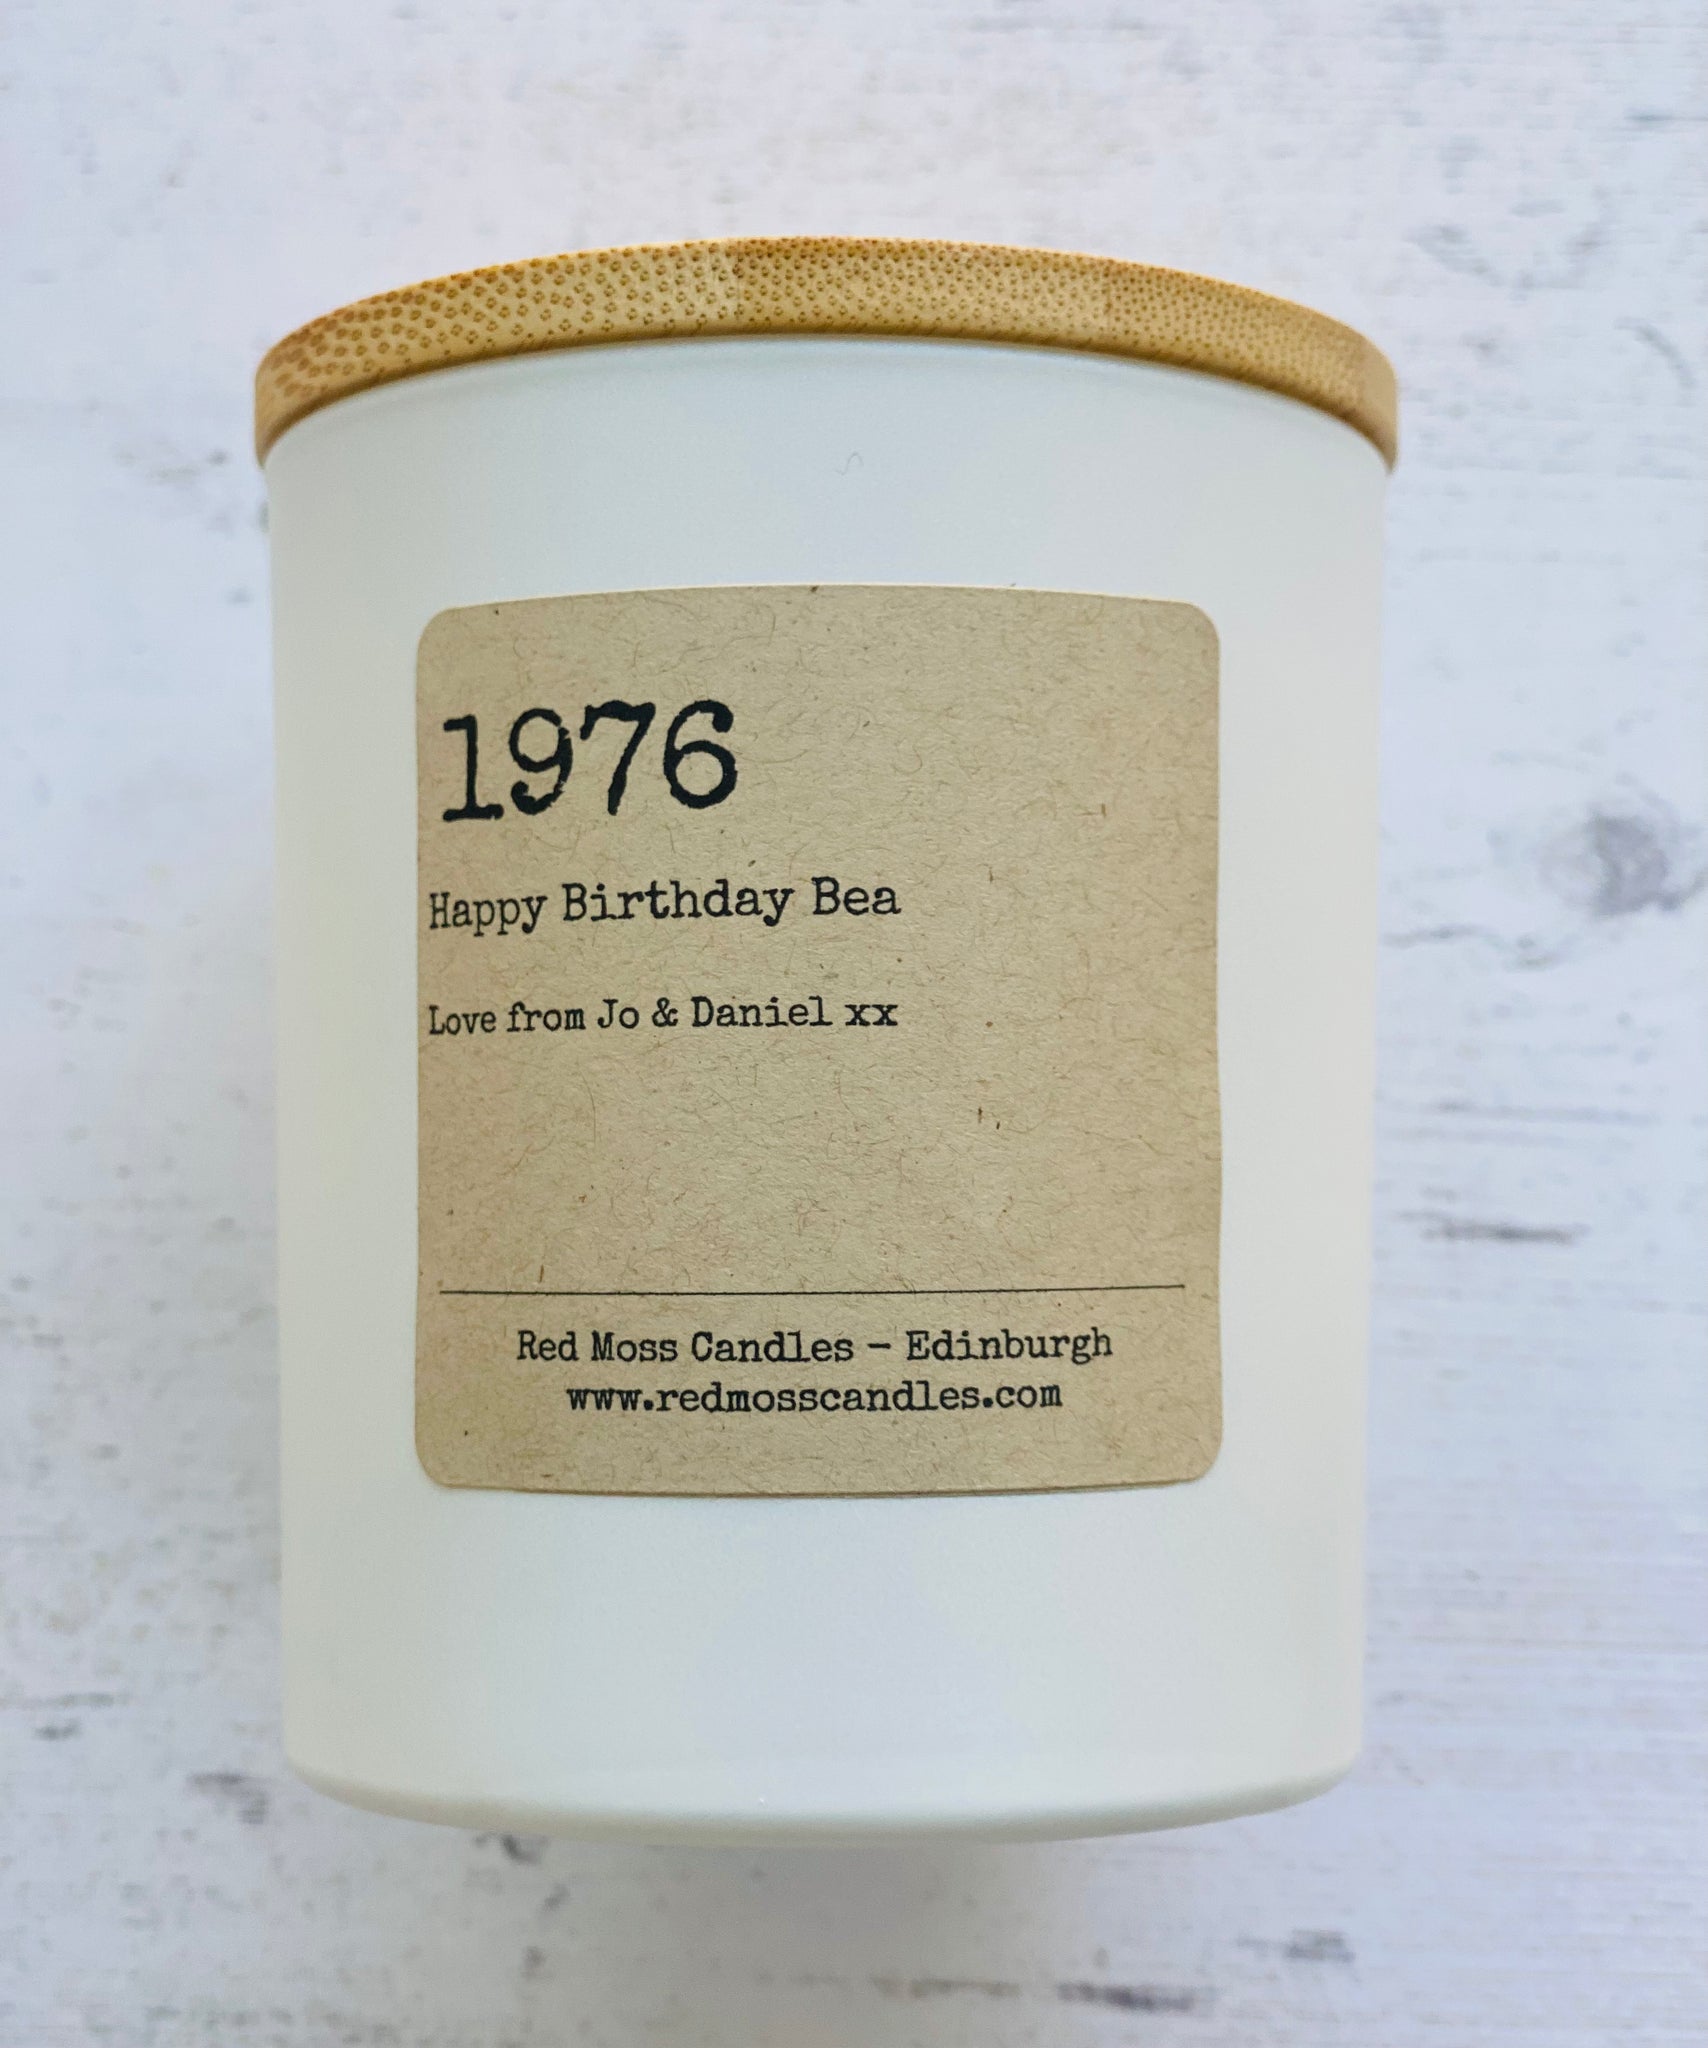 1976
Happy Birthday Bea
Love from Jo & Daniel xx
Red Moss Candles - Edinburgh
www.redmosscandles.com